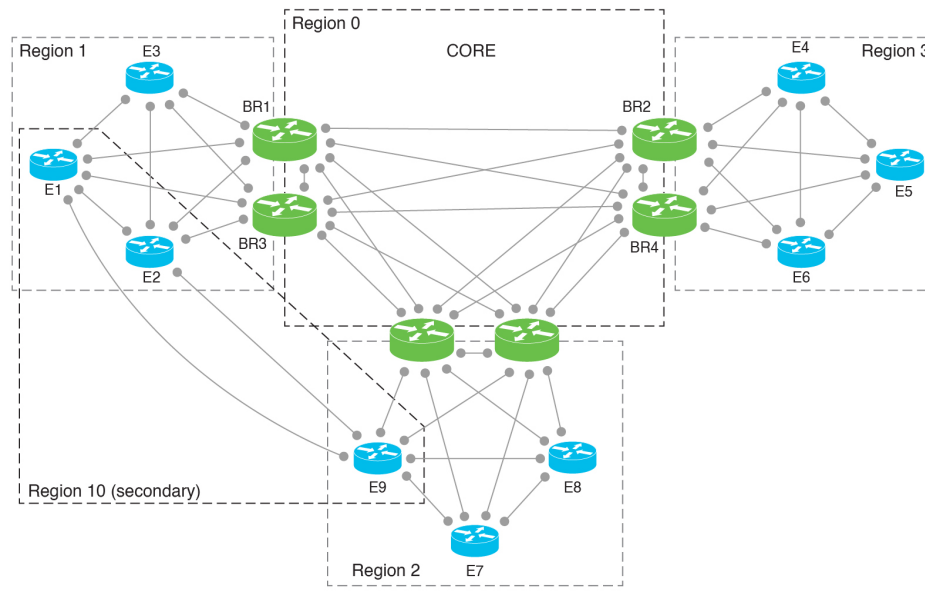 Region 0
Region 1
E3
CORE
E4
Region 3
BR1
BR2
E1
E5
BR3
BR4
E2
E6
E9
E8
Region 10 (secondary)
E7
Region 2